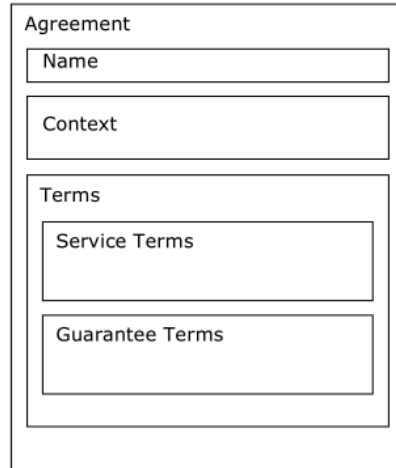 Agreement
Name
Context
Terms
Service Terms
Guarantee Terms